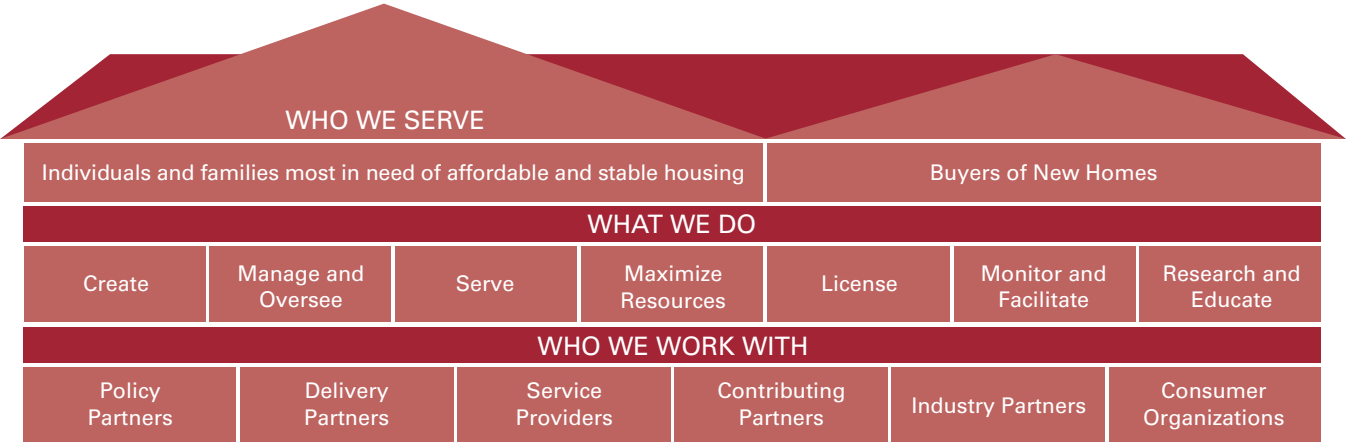 WHO WE SERVE
Individuals and families most in need of affordable and stable housing
Buyers of New Homes
WHAT WE DO
Create
Manage and
Oversee
Serve
Maximize
Resources
License
Monitor and
Facilitate
Research and
Educate
WHO WE WORK WITH
Policy
Partners
Delivery
Partners
Service
Providers
Contributing
Partners
Industry Partners
Consumer
Organizations